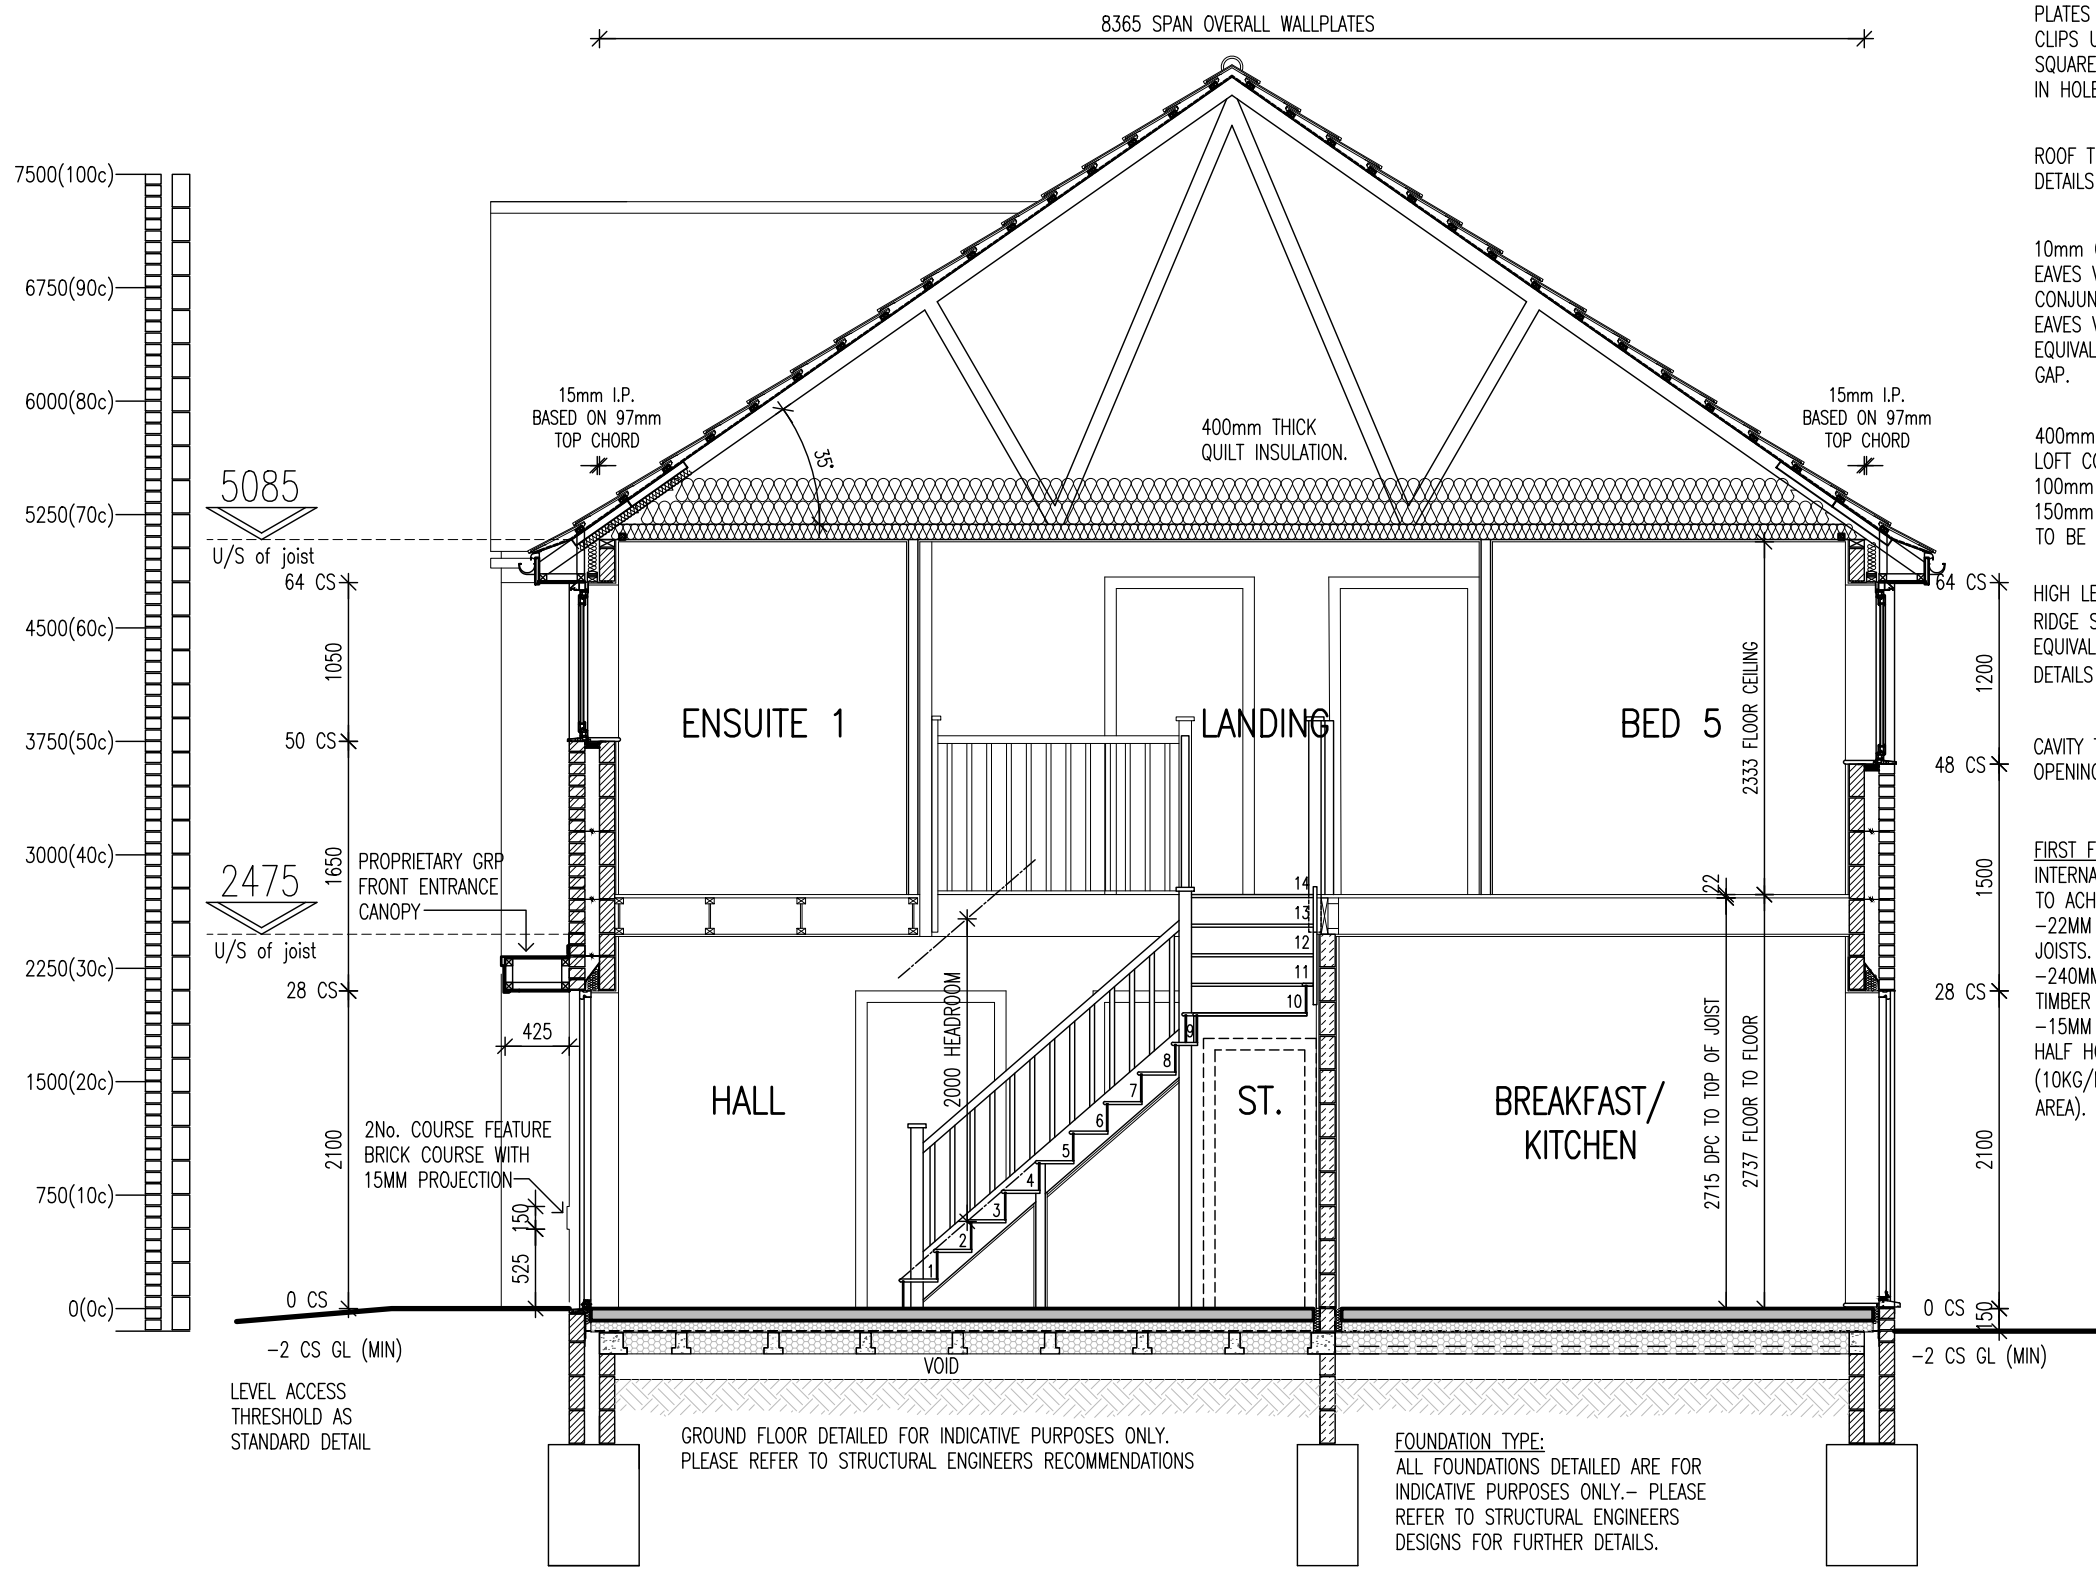 8365 SPAN OVERALL WALLPLATES
7500(100c)
6750(90c)
6000(80c)
5250(70c)
4500(60c)
3750(50c)
3000(40c)
2250(30c)
1500(20c)
750(10c)
0(0c)
5085
U/S of joist
2475
U/S of joist
64 CS
1050
50 CS
1650
28 CS
2100
0 CS
-2 CS GL (MIN)
LEVEL ACCESS
THRESHOLD AS
STANDARD DETAIL
PROPRIETARY GRP
FRONT ENTRANCE
CANOPY
425
2No. COURSE FEATURE
BRICK COURSE WITH
15MM PROJECTION
150
525
15mm I.P.
BASED ON 97mm
TOP CHORD
35°
400mm THICK
QUILT INSULATION.
15mm I.P.
BASED ON 97mm
TOP CHORD
ENSUITE 1
LANDING
BED 5
2333 FLOOR CEILING
22
HALL
2000 HEADROOM
ST.
BREAKFAST/
KITCHEN
2715 DPC TO TOP OF JOIST
2737 FLOOR TO FLOOR
14
13
12
11
10
9
8
7
6
5
4
3
2
1
VOID
GROUND FLOOR DETAILED FOR INDICATIVE PURPOSES ONLY.
PLEASE REFER TO STRUCTURAL ENGINEERS RECOMMENDATIONS
FOUNDATION TYPE:
ALL FOUNDATIONS DETAILED ARE FOR
INDICATIVE PURPOSES ONLY.- PLEASE
REFER TO STRUCTURAL ENGINEERS
DESIGNS FOR FURTHER DETAILS.
64 CS
1200
48 CS
1500
28 CS
2100
0 CS
150
-2 CS GL (MIN)
PLATES
CLIPS
SQUARE
IN
ROOF
DETAILS
10mm
EAVES
EAVES
GAP.
400mm
LOFT
100mm
150mm
TO BE
HIGH
RIDGE
DETAILS
CAVITY
FIRST
TO
-22MM
JOISTS.
TIMBER
-15MM
HALF
AREA).